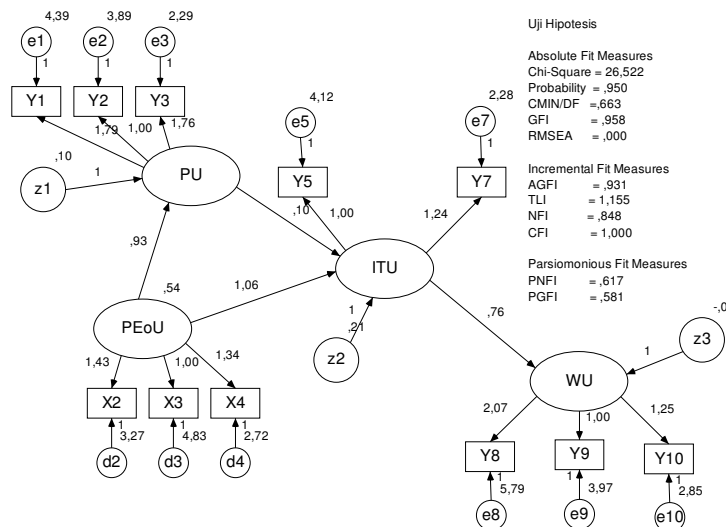 4,39
3,89
2,29
e1
e2
e3
1
1
1
Y1
Y2
Y3
1,79
1,00
1,76
,10
z1
1
PU
4,12
e5
1
Y5
2,28
e7
1
Y7
,10
1,00
1,24
,93
ITU
,54
1,06
PEoU
1
,21
z2
,76
1,43
1,00
1,34
X2
X3
X4
1
3,27
1
4,83
1
2,72
d2
d3
d4
-,0
z3
1
WU
2,07
1,00
1,25
Y8
Y9
Y10
1
5,79
1
3,97
1
2,85
e8
e9
e10
Uji Hipotesis
Absolute Fit Measures
Chi-Square = 26,522
Probability = ,950
CMIN/DF = ,663
GFI = ,958
RMSEA = ,000
Incremental Fit Measures
AGFI = ,931
TLI = 1,155
NFI = ,848
CFI = 1,000
Parsiomonious Fit Measures
PNFI = ,617
PGFI = ,581